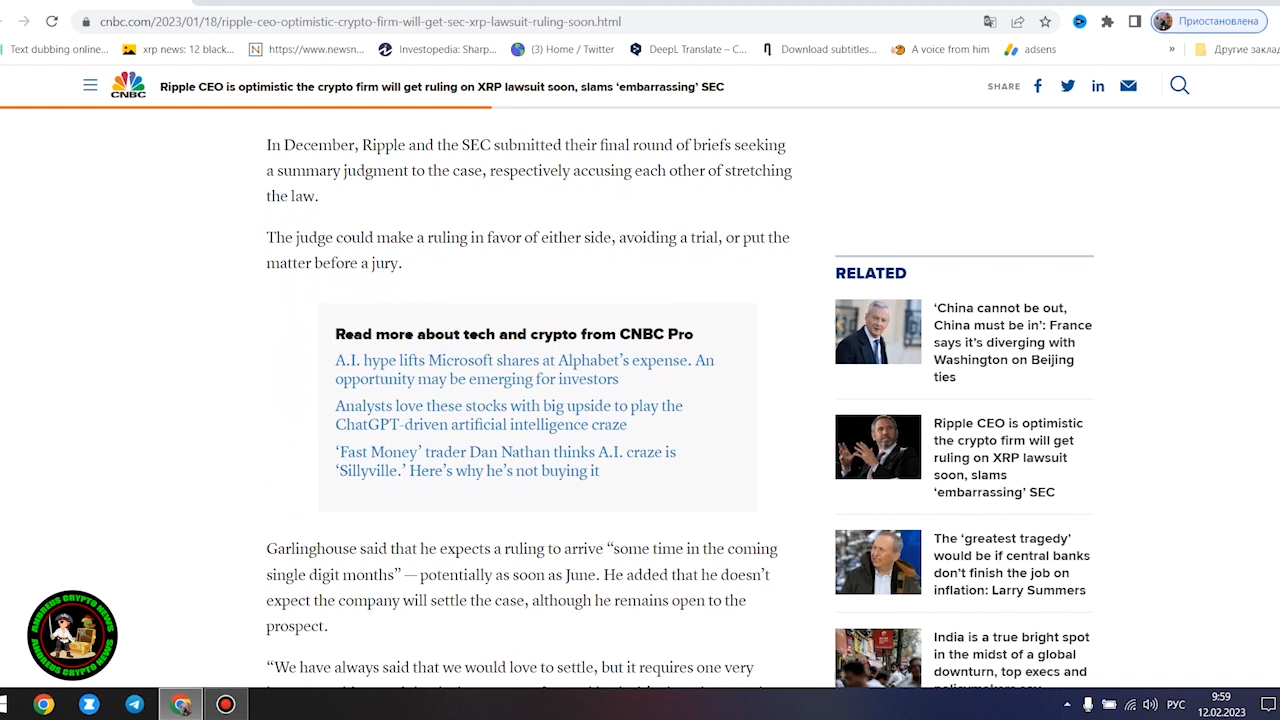 cnbc.com/2023/01/18/ripple-ceo-optimistic-crypto-firm-will-get-sec-xrp-lawsuit-ruling-soon.html
Приостановлена
Text dubbing online...
xrp news: 12 black...
https://www.newsn...
Investopedia: Sharp...
(3) Home / Twitter
DeepL Translate – C...
Download subtitles...
A voice from him
adsens
»
Другие закла
CNBC
Ripple CEO is optimistic the crypto firm will get ruling on XRP lawsuit soon, slams ‘embarrassing’ SEC
SHARE
In December, Ripple and the SEC submitted their final round of briefs seeking
a summary judgment to the case, respectively accusing each other of stretching
the law.
The judge could make a ruling in favor of either side, avoiding a trial, or put the
matter before a jury.
Read more about tech and crypto from CNBC Pro
A.I. hype lifts Microsoft shares at Alphabet’s expense. An
opportunity may be emerging for investors
Analysts love these stocks with big upside to play the
ChatGPT-driven artificial intelligence craze
‘Fast Money’ trader Dan Nathan thinks A.I. craze is
‘Sillyville.’ Here’s why he’s not buying it
Garlinghouse said that he expects a ruling to arrive “some time in the coming
single digit months” — potentially as soon as June. He added that he doesn’t
expect the company will settle the case, although he remains open to the
prospect.
“We have always said that we would love to settle, but it requires one very
RELATED
‘China cannot be out,
China must be in’: France
says it’s diverging with
Washington on Beijing
ties
Ripple CEO is optimistic
the crypto firm will get
ruling on XRP lawsuit
soon, slams
‘embarrassing’ SEC
The ‘greatest tragedy’
would be if central banks
don’t finish the job on
inflation: Larry Summers
India is a true bright spot
in the midst of a global
downturn, top execs and
ANDREUS CRYPTO NEWS
ANDREUS CRYPTO NEWS
РУС
9:59
12.02.2023